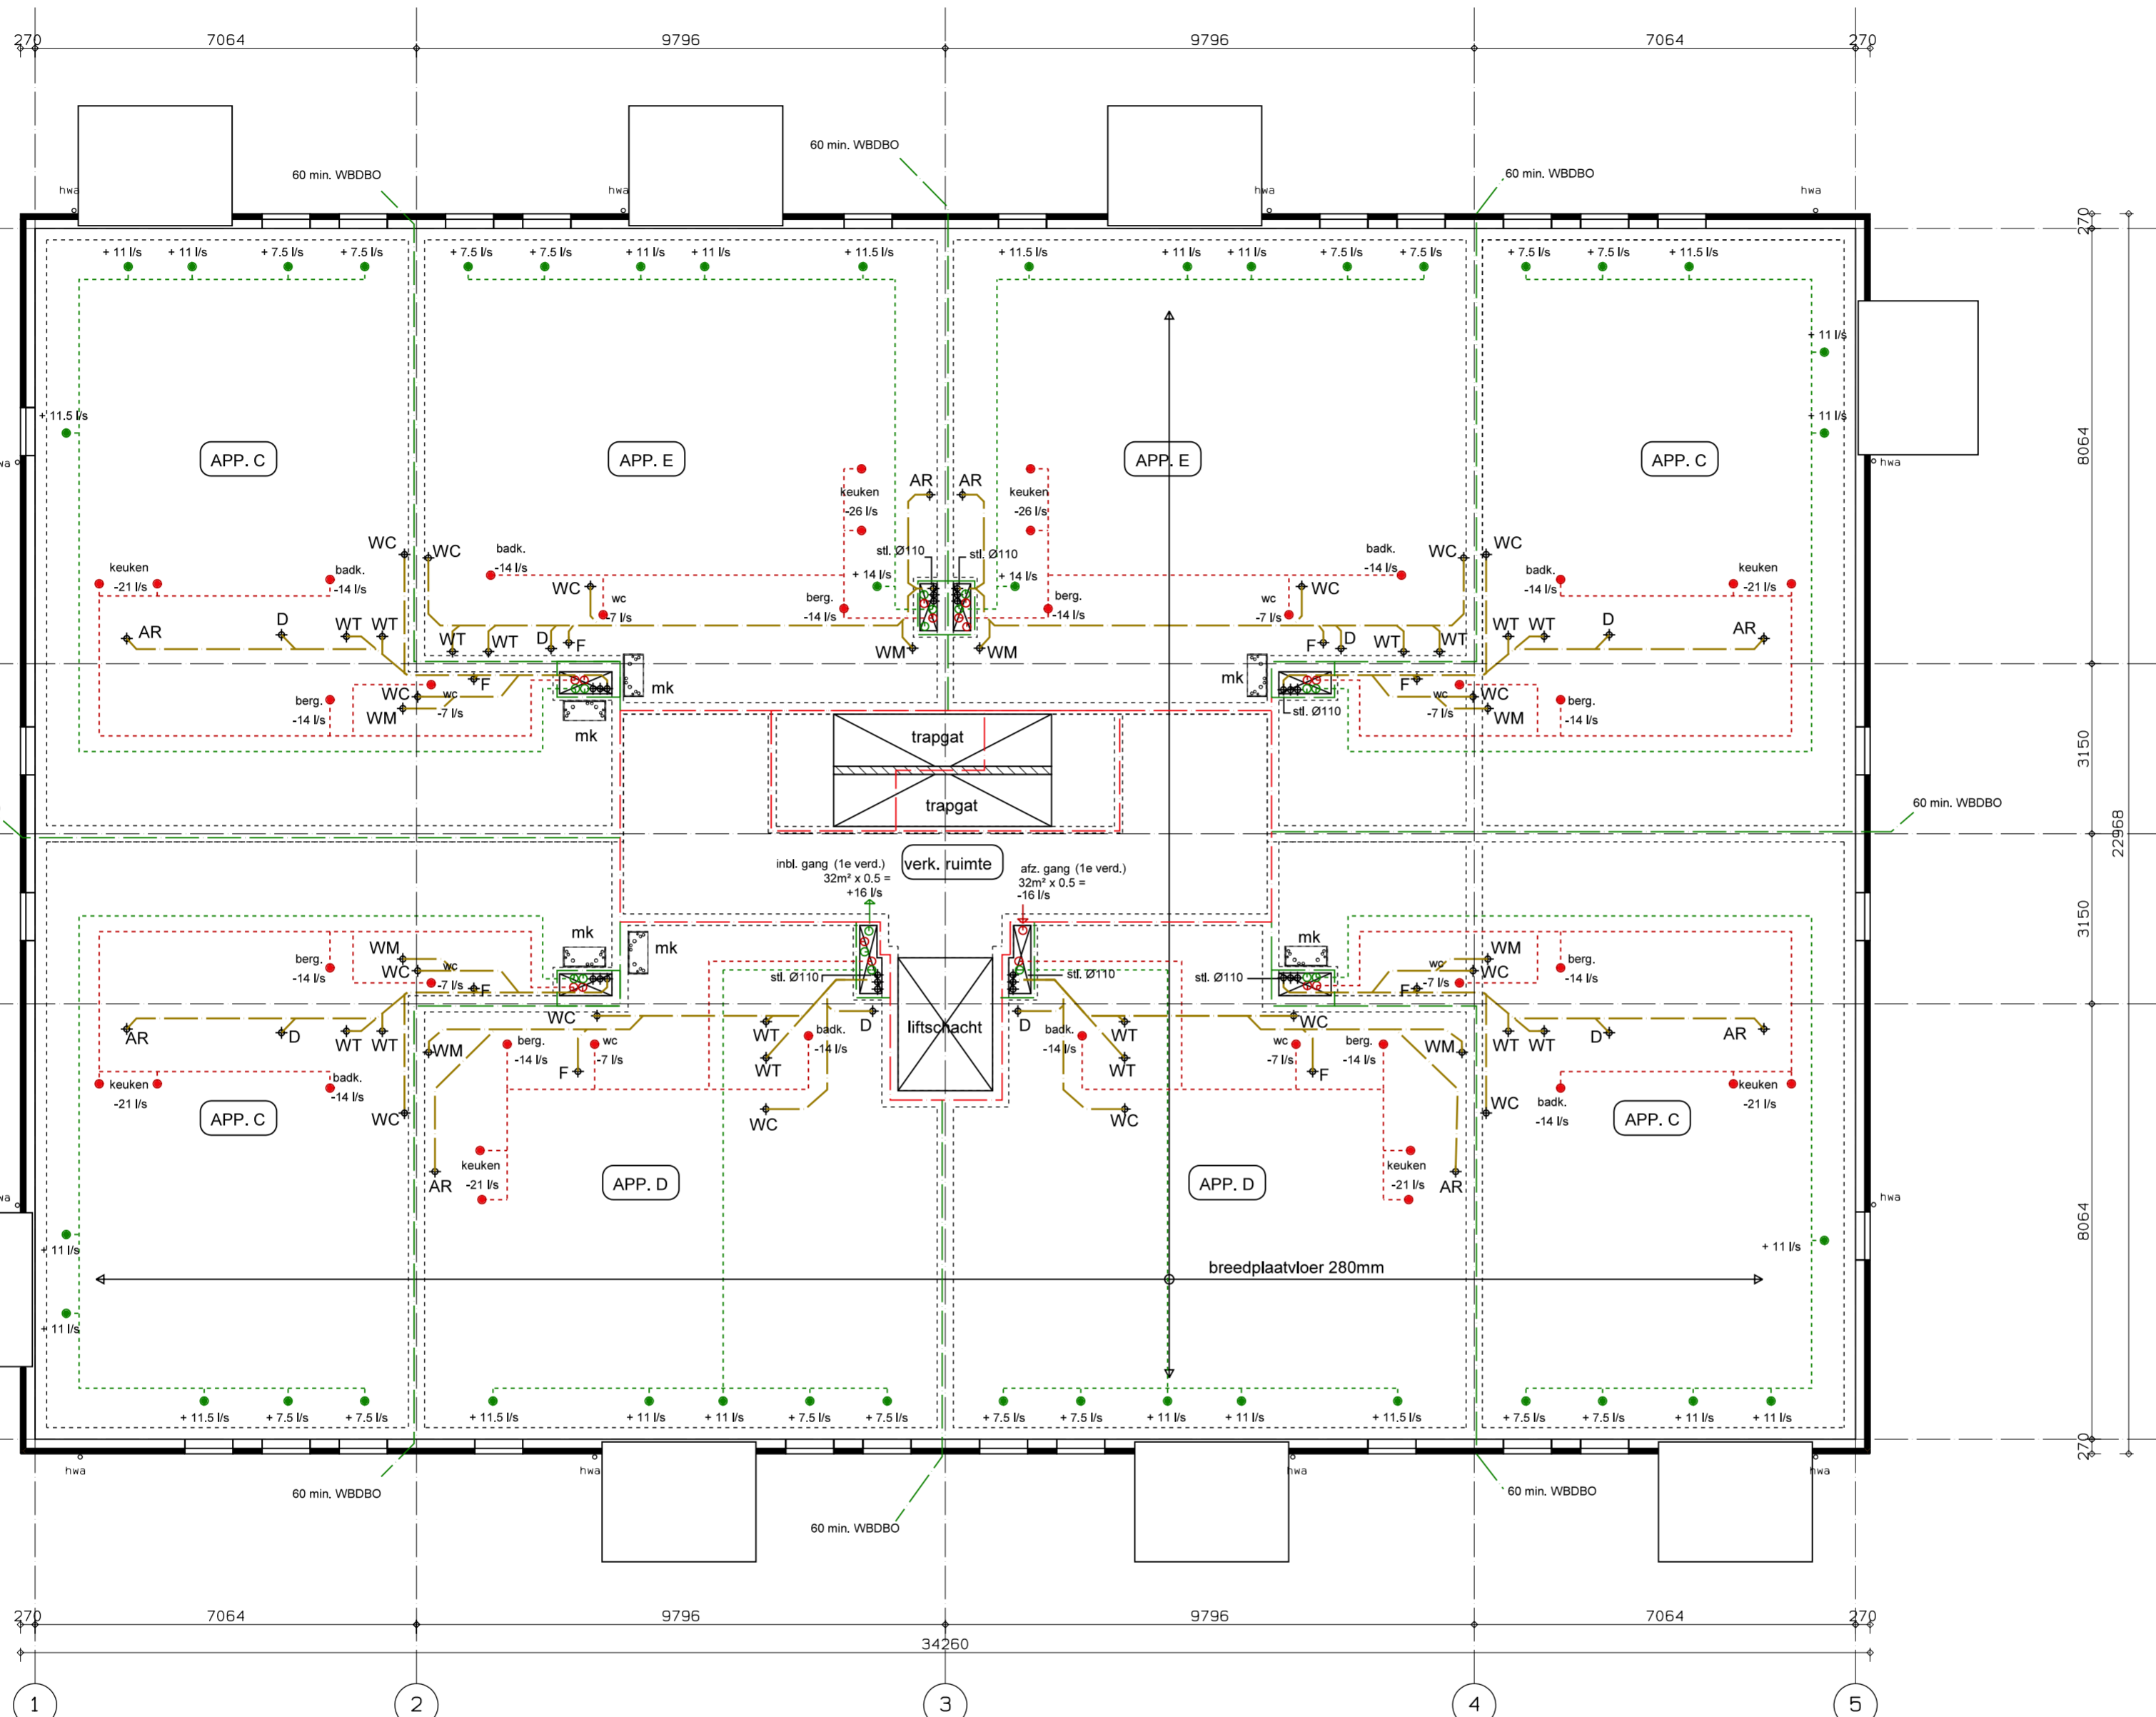 270 7064 9796 9796 7064 270
60 min. WBDBO
60 min. WBDBO
60 min. WBDBO
hwa hwa hwa hwa
+ 11 l/s + 11 l/s + 7.5 l/s + 7.5 l/s + 7.5 l/s + 7.5 l/s + 11 l/s + 11 l/s + 11.5 l/s + 11.5 l/s + 11 l/s + 11 l/s + 7.5 l/s + 7.5 l/s + 7.5 l/s + 7.5 l/s + 11.5 l/s
270
+ 11 l/s
+ 11.5 l/s
+ 11 l/s
8064
APP. C APP. E APP. E APP. C
wa hwa
AR AR
keuken
-26 l/s
keuken
-26 l/s
WC WC WC WC
stl. Ø110 stl. Ø110
badk.
-14 l/s
badk.
-14 l/s
keuken
-21 l/s
badk.
-14 l/s
+ 14 l/s + 14 l/s
badk.
-14 l/s
keuken
-21 l/s
WC
wc
-7 l/s
berg.
-14 l/s
berg.
-14 l/s
wc
-7 l/s
WC
AR D WT WT WT WT D F WM WM F D WT WT WT WT D AR
F mk mk F
berg.
-14 l/s
WC
WM
wc
-7 l/s
mk
stl. Ø110
wc
-7 l/s
WC
WM
berg.
-14 l/s
trapgat
trapgat
3150
60 min. WBDBO
22968
verk. ruimte
inbl. gang (1e verd.)
32m² x 0.5 =
+16 l/s
afz. gang (1e verd.)
32m² x 0.5 =
-16 l/s
3150
mk mk mk
berg.
-14 l/s
WM
WC
wc
-7 l/s
F
stl. Ø110 stl. Ø110 stl. Ø110
wc
-7 l/s
F
WM
WC
berg.
-14 l/s
liftschacht
AR D WT WT WC WT D D WT WC WT WT D AR
WM
berg.
-14 l/s
wc
-7 l/s
F
WT
badk.
-14 l/s
badk.
-14 l/s
WT
wc
-7 l/s
F
berg.
-14 l/s
WM
keuken
-21 l/s
badk.
-14 l/s
badk.
-14 l/s
keuken
-21 l/s
WC WC WC WC
APP. C APP. C
keuken
-21 l/s
AR
keuken
-21 l/s
AR
APP. D APP. D
wa hwa
8064
+ 11 l/s + 11 l/s
breedplaatvloer 280mm
+ 11 l/s
+ 11.5 l/s + 7.5 l/s + 7.5 l/s + 11.5 l/s + 11 l/s + 11 l/s + 7.5 l/s + 7.5 l/s + 7.5 l/s + 7.5 l/s + 11 l/s + 11 l/s + 11.5 l/s + 7.5 l/s + 7.5 l/s + 11 l/s + 11 l/s
270
hwa hwa hwa hwa
60 min. WBDBO
60 min. WBDBO
60 min. WBDBO
270 7064 9796 9796 7064 270
34260
1 2 3 4 5